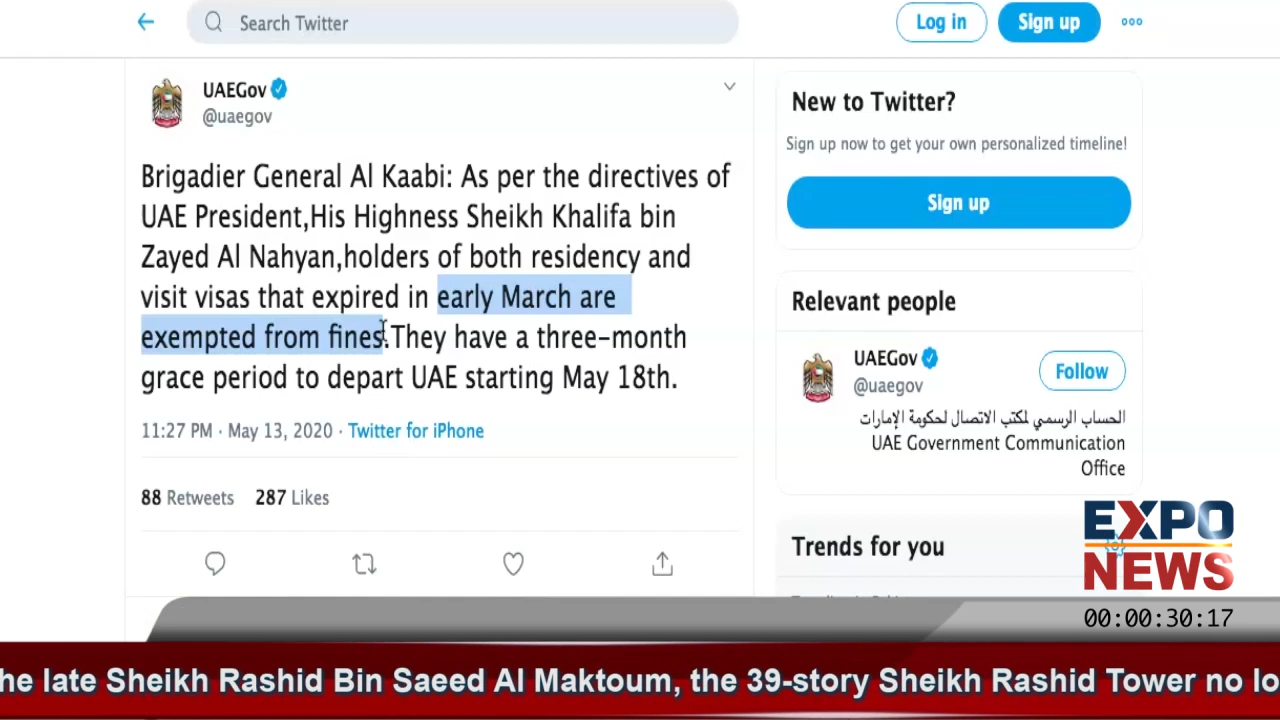 Search Twitter
Log in
Sign up
UAEGov
@uaegov
Brigadier General Al Kaabi: As per the directives of
UAE President,His Highness Sheikh Khalifa bin
Zayed Al Nahyan,holders of both residency and
visit visas that expired in early March are
exempted from fines.They have a three-month
grace period to depart UAE starting May 18th.
11:27 PM · May 13, 2020 · Twitter for iPhone
88 Retweets 287 Likes
New to Twitter?
Sign up now to get your own personalized timeline!
Sign up
Relevant people
UAEGov
@uaegov
Follow
الحساب الرسمي لمكتب الاتصال لحكومة الإمارات
UAE Government Communication
Office
Trends for you
EXPO
NEWS
00:00:30:17
he late Sheikh Rashid Bin Saeed Al Maktoum, the 39-story Sheikh Rashid Tower no lo